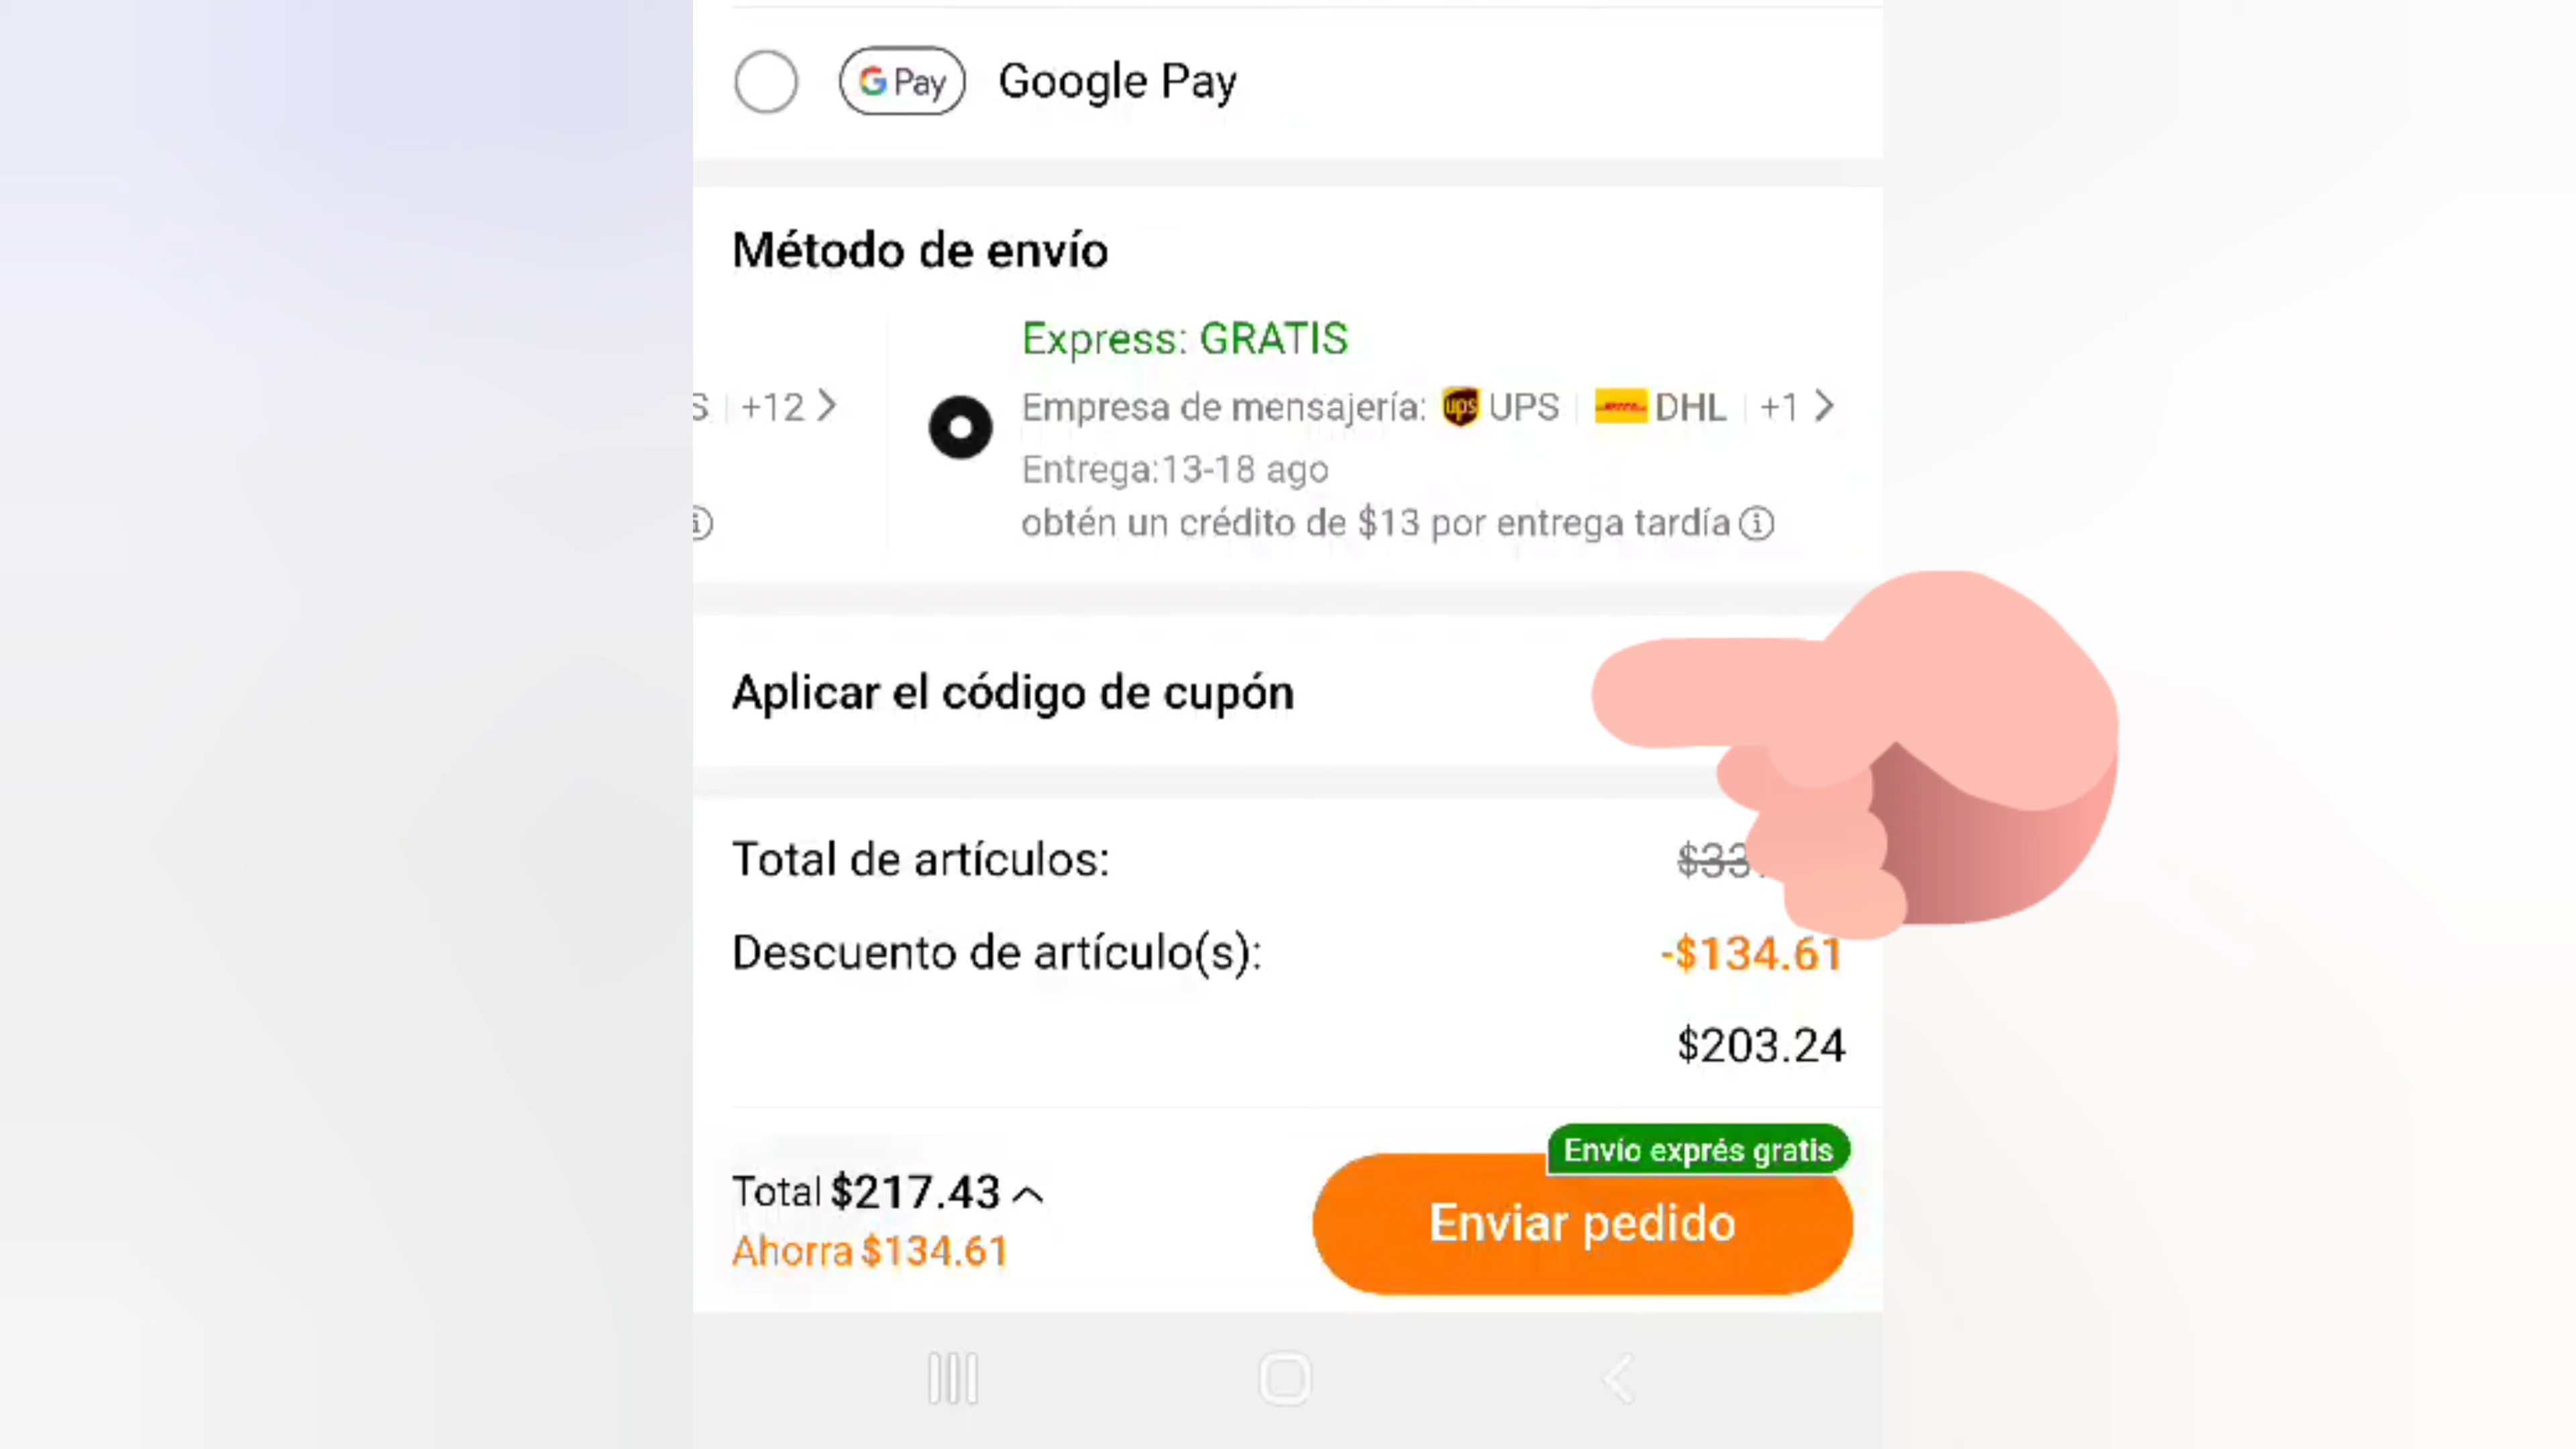 G Pay Google Pay
Método de envío
Express: GRATIS
+12
Empresa de mensajería: ups UPS DHL +1
Entrega:13-18 ago
obtén un crédito de $13 por entrega tardía
Aplicar el código de cupón
Total de artículos:
Descuento de artículo(s): -$134.61
$203.24
Envío exprés gratis
Total $217.43
Enviar pedido
Ahorra $134.61